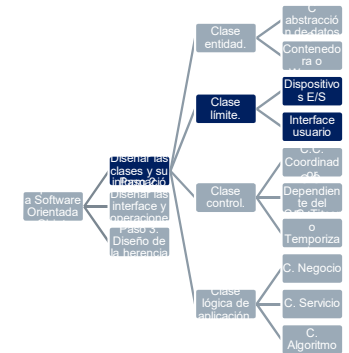 a Software
Orientada
Diseñar las
clases y su
Diseñar las
interface y
operacione
Paso 3.
Diseño de
la herencia
Clase
entidad.
C
abstracció
n de datos
Contenedo
ra o
Clase
límite.
Dispositivo
s E/S
Interface
usuario
Clase
control.
C.C.
Coordinad
Dependien
te del
o
Temporiza
Clase
lógica de
aplicación
C. Negocio
C. Servicio
C.
Algoritmo